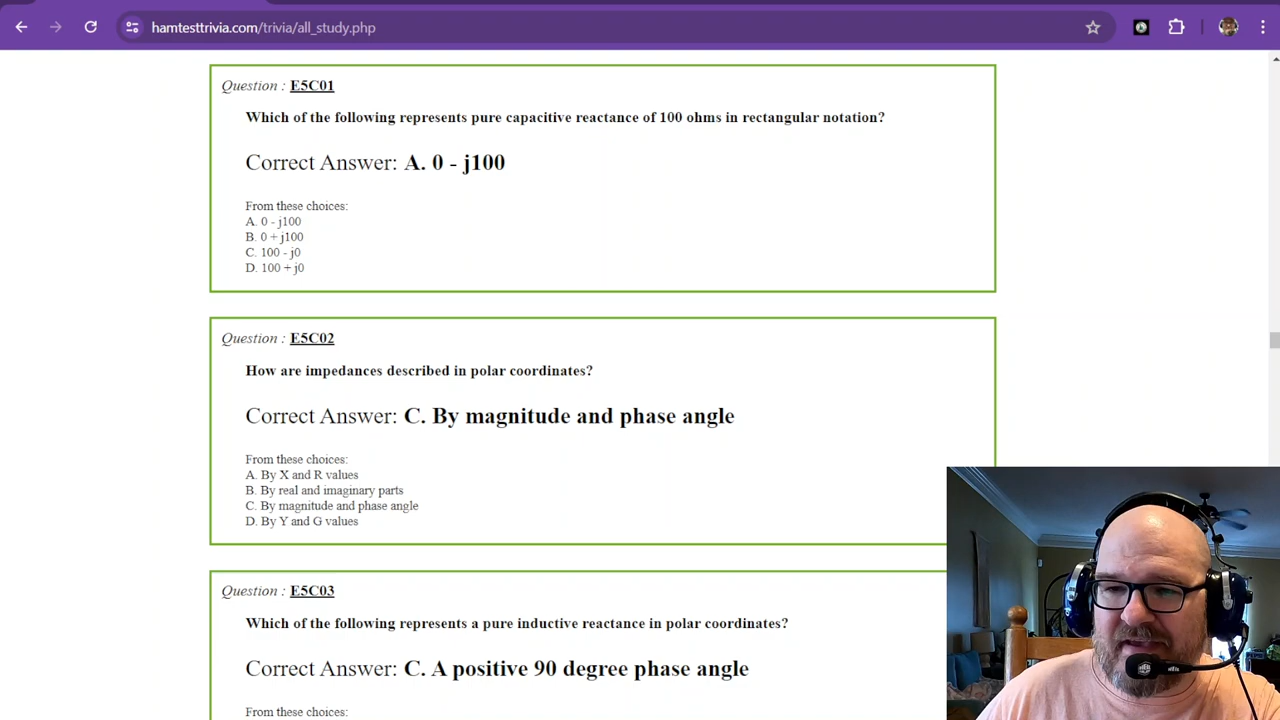 hamtesttrivia.com/trivia/all_study.php
Question : E5C01
Which of the following represents pure capacitive reactance of 100 ohms in rectangular notation?
Correct Answer: A. 0 - j100
From these choices:
A. 0 - j100
B. 0 + j100
C. 100 - j0
D. 100 + j0
Question : E5C02
How are impedances described in polar coordinates?
Correct Answer: C. By magnitude and phase angle
From these choices:
A. By X and R values
B. By real and imaginary parts
C. By magnitude and phase angle
D. By Y and G values
Question : E5C03
Which of the following represents a pure inductive reactance in polar coordinates?
Correct Answer: C. A positive 90 degree phase angle
From these choices: